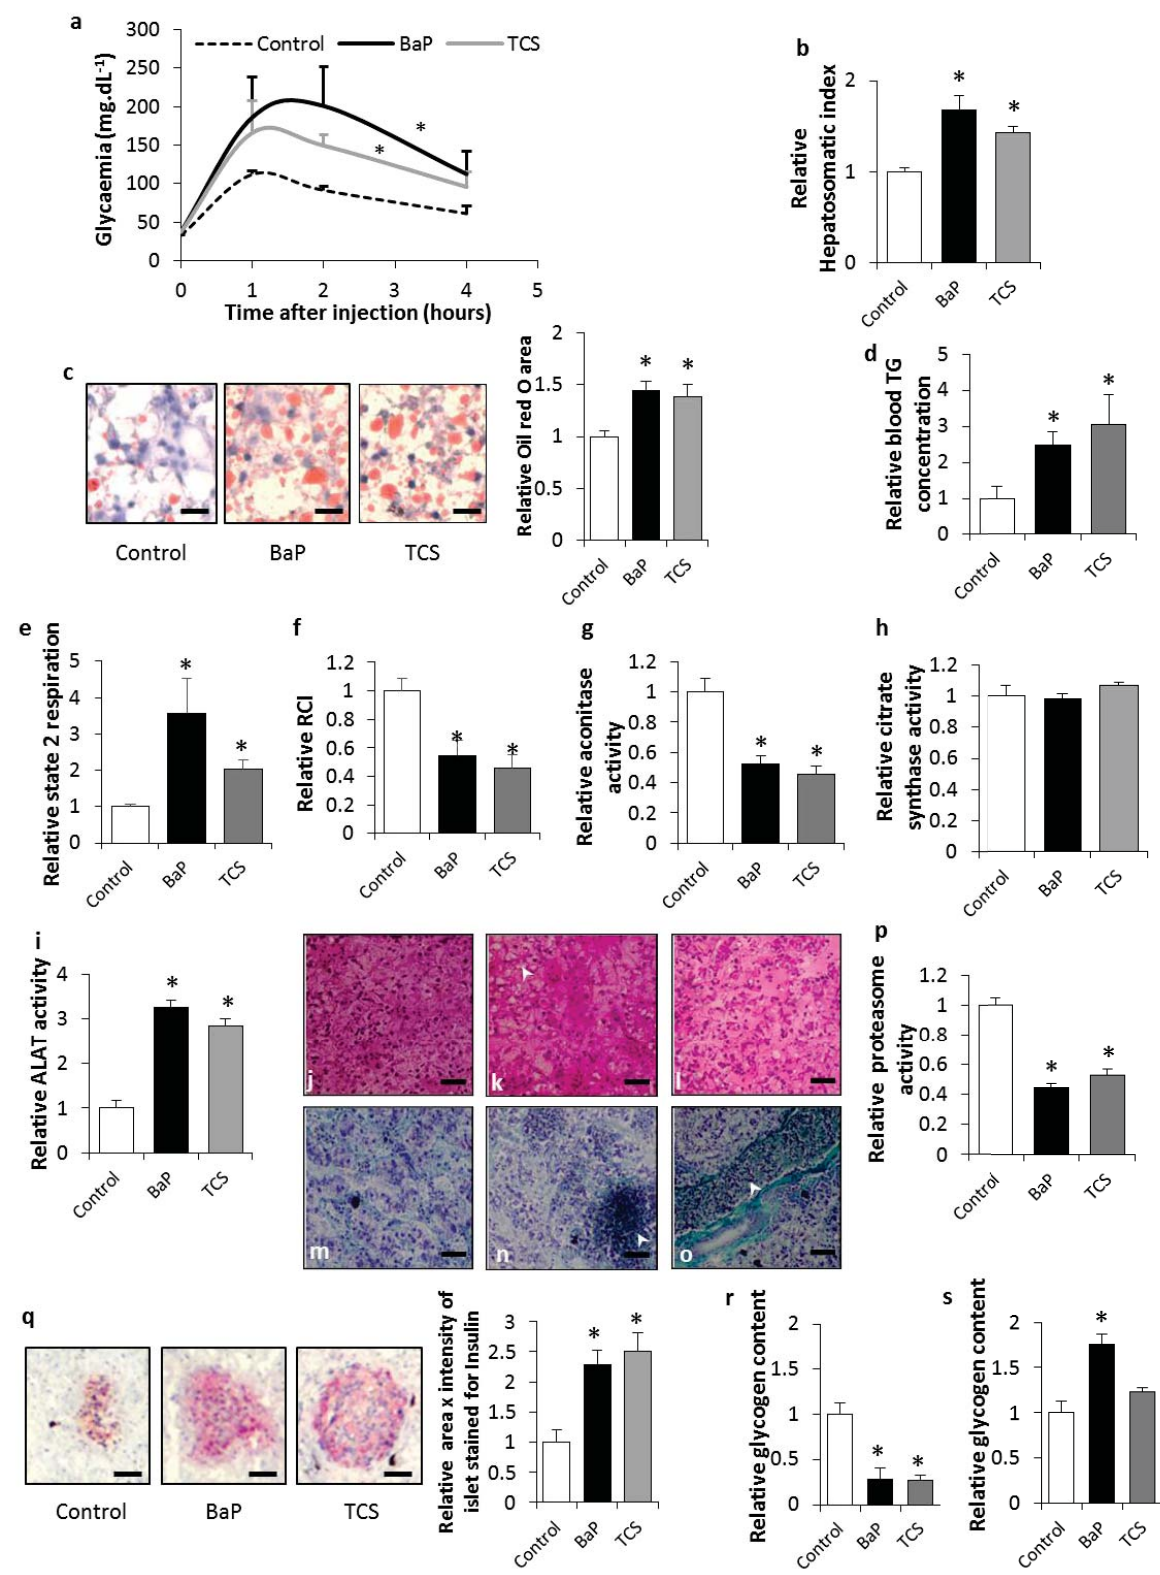 a
300
250
200
150
100
50
0
Glycaemia (mg.dL-1)
Control BaP TCS
*
*
0 1 2 3 4 5
Time after injection (hours)
b
Relative
Hepatosomatic index
2
1
0
* *
Control BaP TCS
c
Control BaP TCS
Relative Oil red O area
2
1.5
1
0.5
0
* *
Control BaP TCS
d
Relative blood TG
concentration
5
4
3
2
1
0
* *
Control BaP TCS
e
Relative state 2 respiration
5
4
3
2
1
0
* *
Control BaP TCS
f
Relative RCI
1.2
1
0.8
0.6
0.4
0.2
0
* *
Control BaP TCS
g
Relative aconitase
activity
1.2
1
0.8
0.6
0.4
0.2
0
* *
Control BaP TCS
h
Relative citrate
synthase activity
1.2
1
0.8
0.6
0.4
0.2
0
Control BaP TCS
i
Relative ALAT activity
4
3
2
1
0
* *
Control BaP TCS
j k l
m n o
p
Relative proteasome
activity
1.2
1
0.8
0.6
0.4
0.2
0
* *
Control BaP TCS
q
Control BaP TCS
Relative area x intensity of
islet stained for Insulin
3
2.5
2
1.5
1
0.5
0
* *
Control BaP TCS
r
Relative glycogen content
2
1.5
1
0.5
0
* *
Control BaP TCS
s
Relative glycogen content
2
1.5
1
0.5
0
*
Control BaP TCS